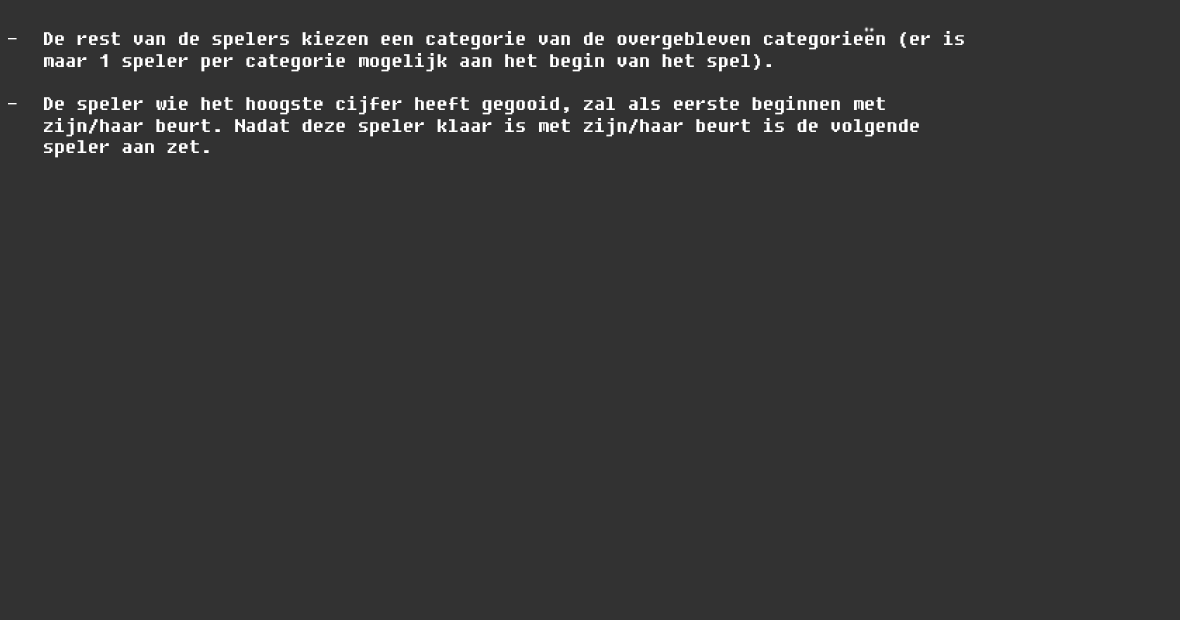 - De rest van de spelers kiezen een categorie van de overgebleven categorieën (er is
maar 1 speler per categorie mogelijk aan het begin van het spel).
- De speler wie het hoogste cijfer heeft gegooid, zal als eerste beginnen met
zijn/haar beurt. Nadat deze speler klaar is met zijn/haar beurt is de volgende
speler aan zet.